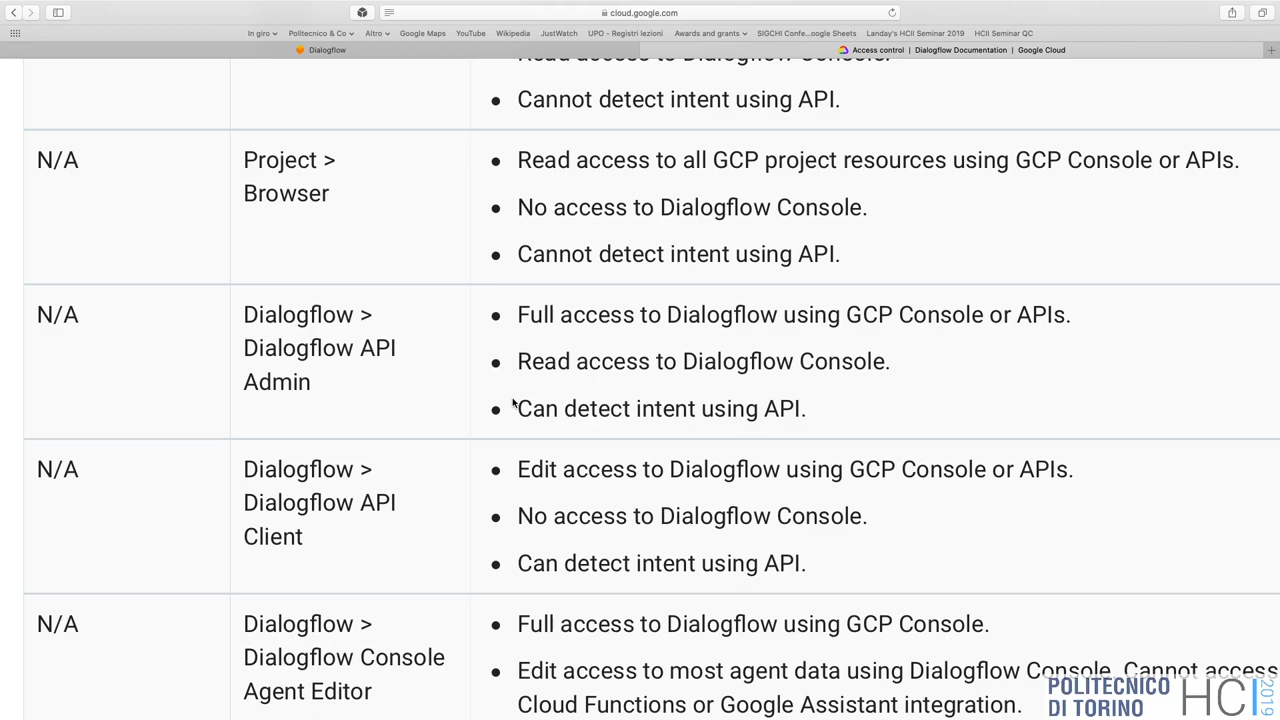 cloud.google.com
In giro
Politecnico & Co
Altro
Google Maps
YouTube
Wikipedia
JustWatch
UPO - Registri lezioni
Awards and grants
SIGCHI Confe...oogle Sheets
Landay's HCII Seminar 2019
HCII Seminar QC
Dialogflow
Access control | Dialogflow Documentation | Google Cloud
Read access to Dialogflow Console.
Cannot detect intent using API.
N/A
Project >
Browser
Read access to all GCP project resources using GCP Console or APIs.
No access to Dialogflow Console.
Cannot detect intent using API.
N/A
Dialogflow >
Dialogflow API
Admin
Full access to Dialogflow using GCP Console or APIs.
Read access to Dialogflow Console.
Can detect intent using API.
N/A
Dialogflow >
Dialogflow API
Client
Edit access to Dialogflow using GCP Console or APIs.
No access to Dialogflow Console.
Can detect intent using API.
N/A
Dialogflow >
Dialogflow Console
Agent Editor
Full access to Dialogflow using GCP Console.
Edit access to most agent data using Dialogflow Console. Cannot access
Cloud Functions or Google Assistant integration.
POLITECNICO
DI TORINO
HCI
2019